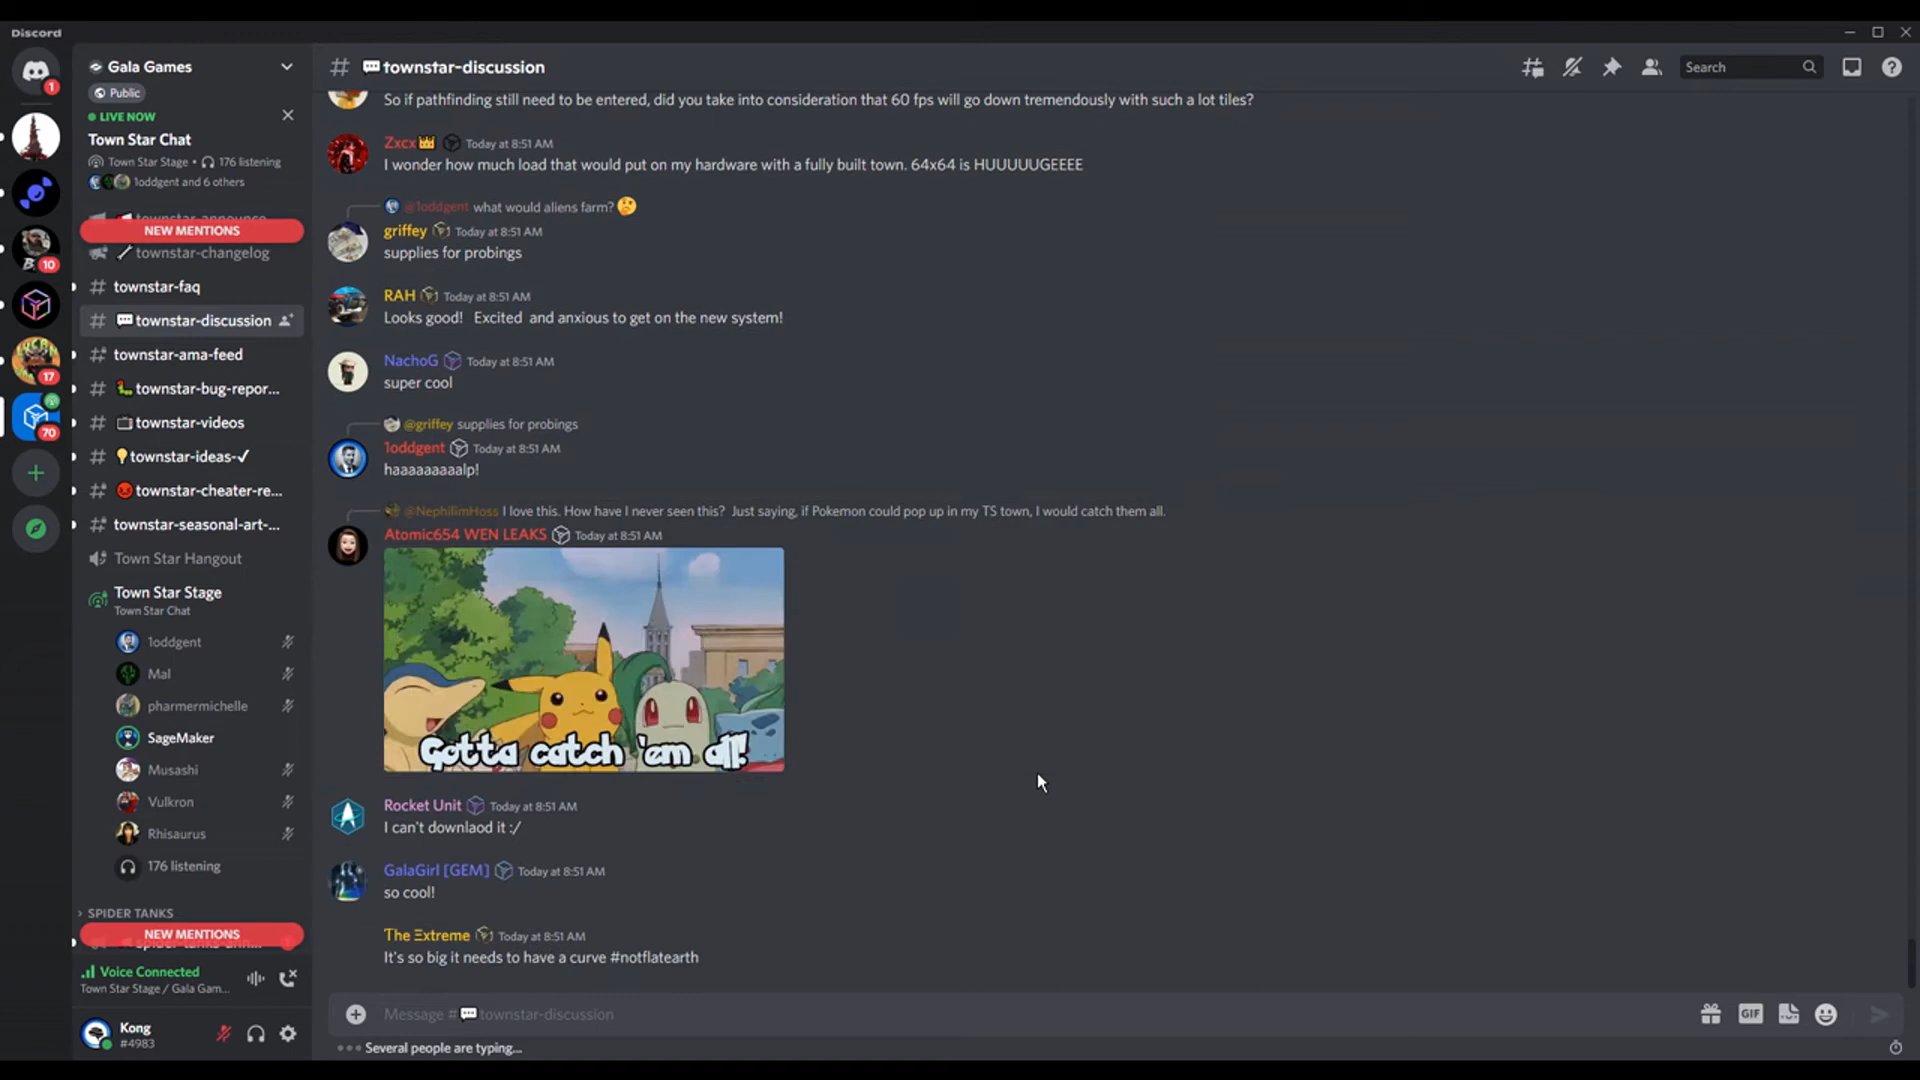 Discord
1
10
17
70
Gala Games
Public
LIVE NOW
Town Star Chat
Town Star Stage • 176 listening
1oddgent and 6 others
townstar-announce
NEW MENTIONS
townstar-changelog
townstar-faq
townstar-discussion
townstar-ama-feed
townstar-bug-repor...
townstar-videos
townstar-ideas-✓
townstar-cheater-re...
townstar-seasonal-art-...
Town Star Hangout
Town Star Stage
Town Star Chat
1oddgent
Mal
pharmermichelle
SageMaker
Musashi
Vulkron
Rhisaurus
176 listening
SPIDER TANKS
NEW MENTIONS
Voice Connected
Town Star Stage / Gala Gam...
Kong
#4983
# townstar-discussion
Search
So if pathfinding still need to be entered, did you take into consideration that 60 fps will go down tremendously with such a lot tiles?
Zxcx Today at 8:51 AM
I wonder how much load that would put on my hardware with a fully built town. 64x64 is HUUUUUGEEEE
@1oddgent what would aliens farm? 🤔
griffey Today at 8:51 AM
supplies for probings
RAH Today at 8:51 AM
Looks good! Excited and anxious to get on the new system!
NachoG Today at 8:51 AM
super cool
@griffey supplies for probings
1oddgent Today at 8:51 AM
haaaaaaaaalp!
@NephilimHoss I love this. How have I never seen this? Just saying, if Pokemon could pop up in my TS town, I would catch them all.
Atomic654 WEN LEAKS Today at 8:51 AM
Gotta catch 'em all!
Rocket Unit Today at 8:51 AM
I can't downlaod it :/
GalaGirl [GEM] Today at 8:51 AM
so cool!
The Ξxtreme Today at 8:51 AM
It's so big it needs to have a curve #notflatearth
Message # townstar-discussion
GIF
Several people are typing...